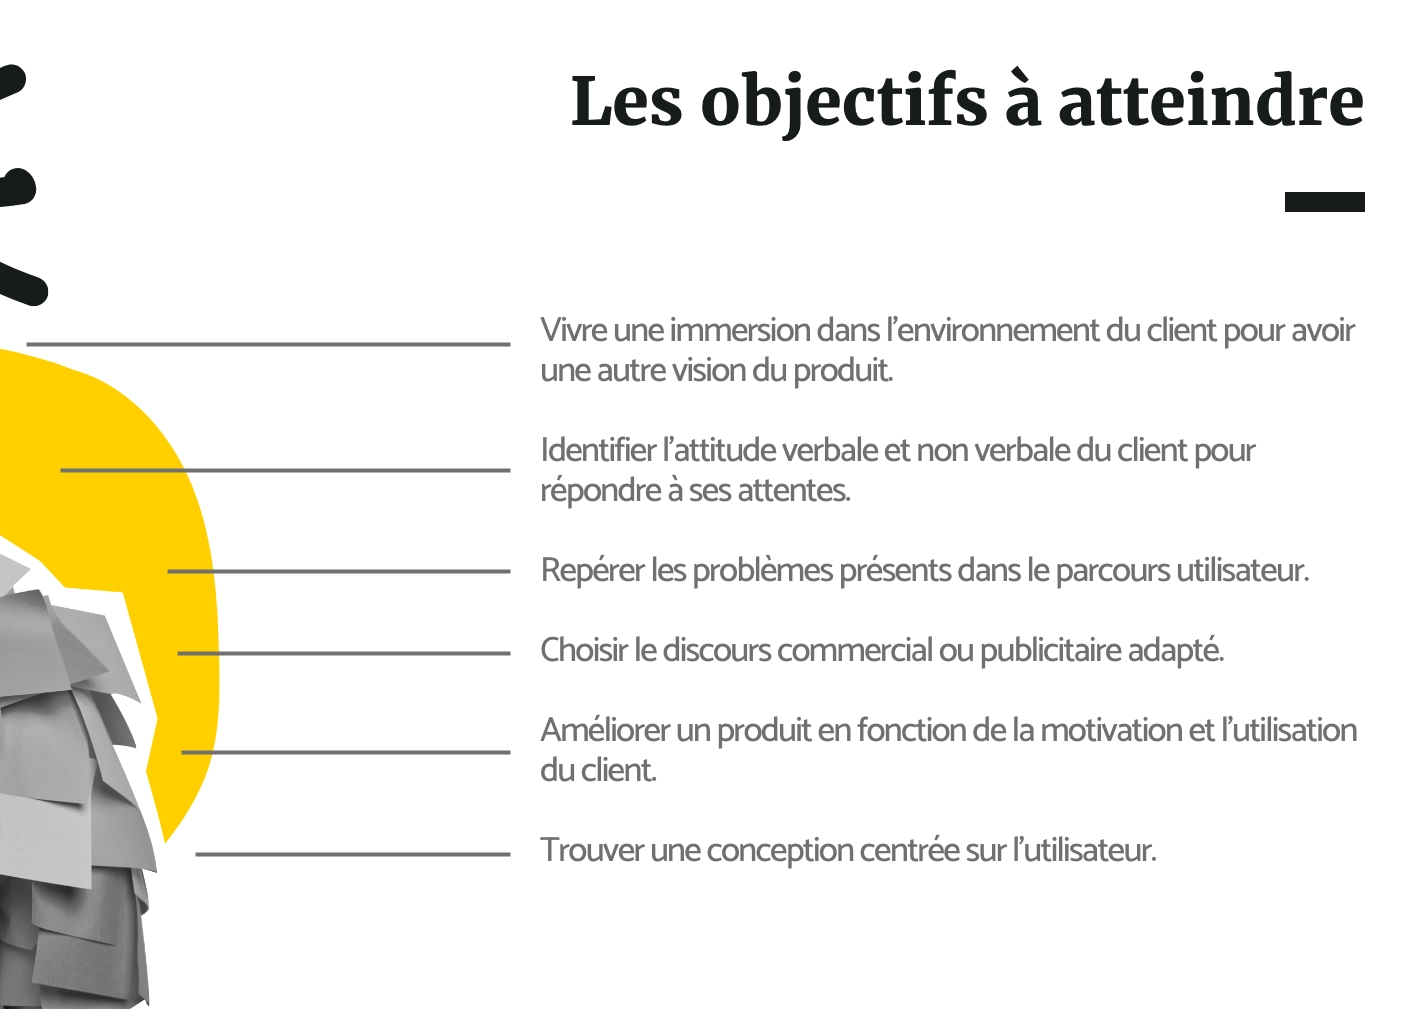 Les objectifs à atteindre
Vivre une immersion dans l'environnement du client pour avoir
une autre vision du produit.
Identifier l'attitude verbale et non verbale du client pour
répondre à ses attentes.
Repérer les problèmes présents dans le parcours utilisateur.
Choisir le discours commercial ou publicitaire adapté.
Améliorer un produit en fonction de la motivation et l'utilisation
du client.
Trouver une conception centrée sur l'utilisateur.